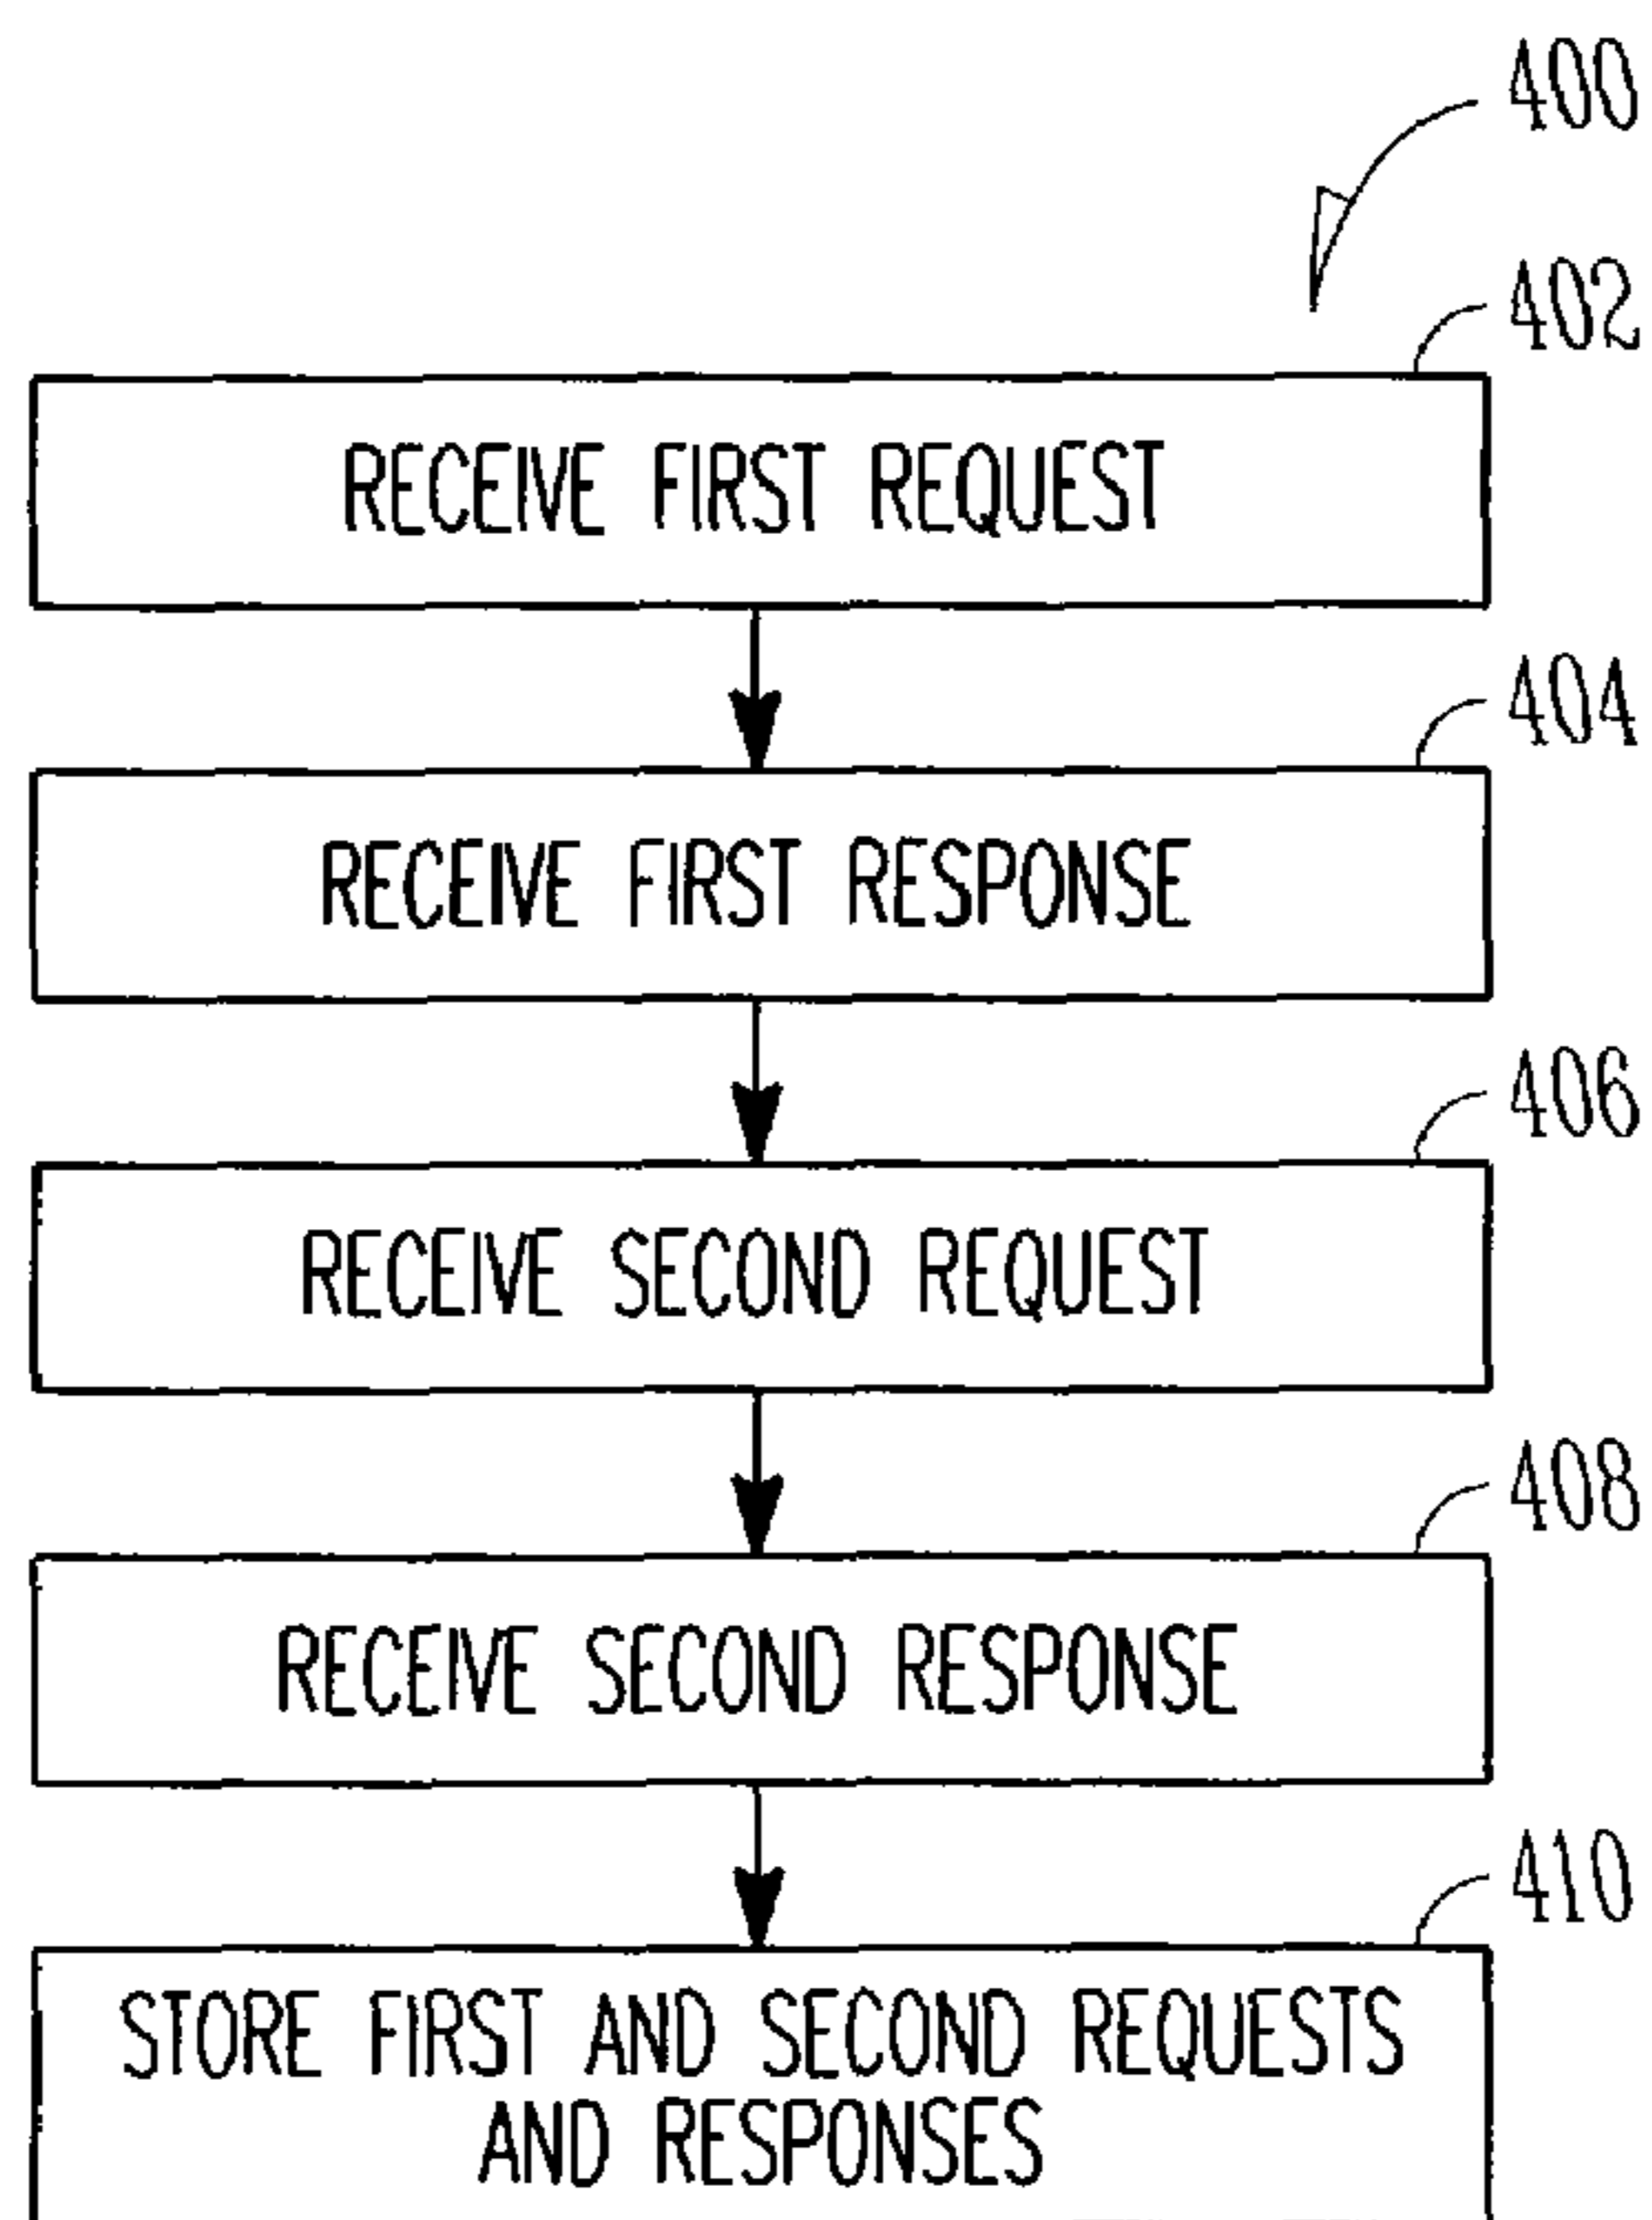 400
402
RECEIVE FIRST REQUEST
404
RECEIVE FIRST RESPONSE
406
RECEIVE SECOND REQUEST
408
RECEIVE SECOND RESPONSE
410
STORE FIRST AND SECOND REQUESTS
AND RESPONSES